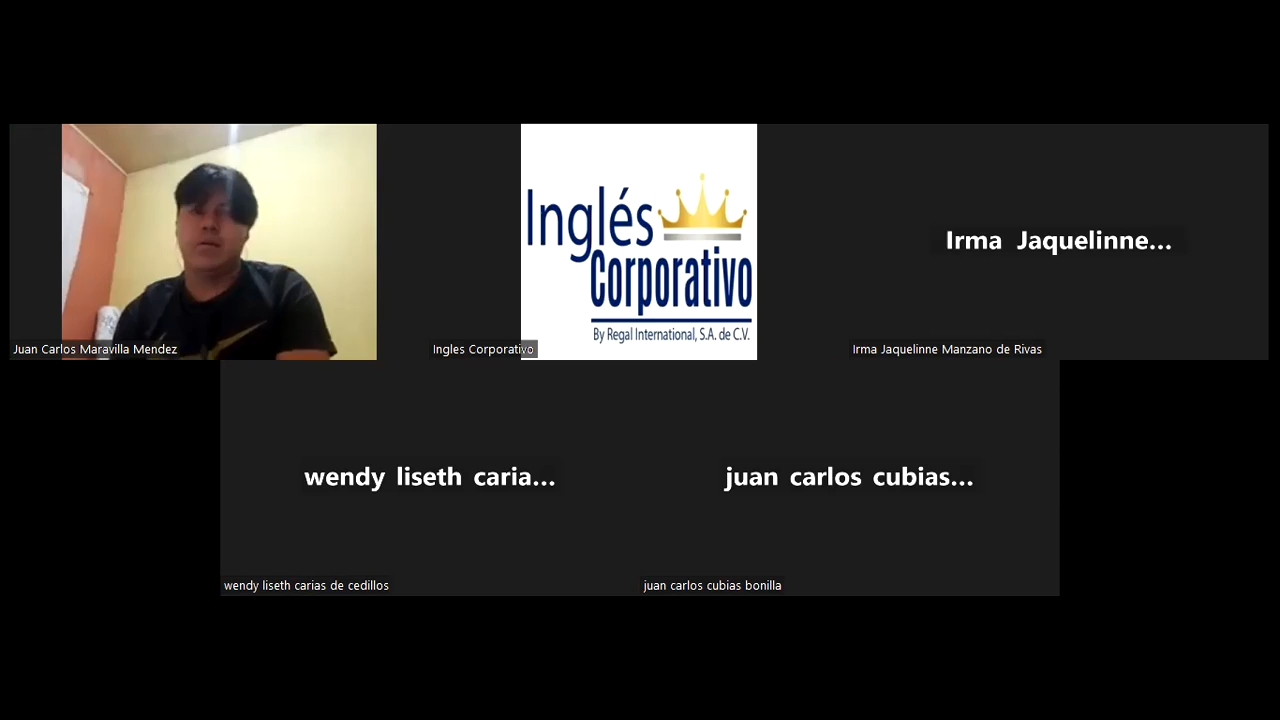 Juan Carlos Maravilla Mendez
Inglés
Corporativo
By Regal International, S.A. de C.V.
Ingles Corporativo
Irma Jaquelinne...
Irma Jaquelinne Manzano de Rivas
wendy liseth caria...
wendy liseth carias de cedillos
juan carlos cubias...
juan carlos cubias bonilla